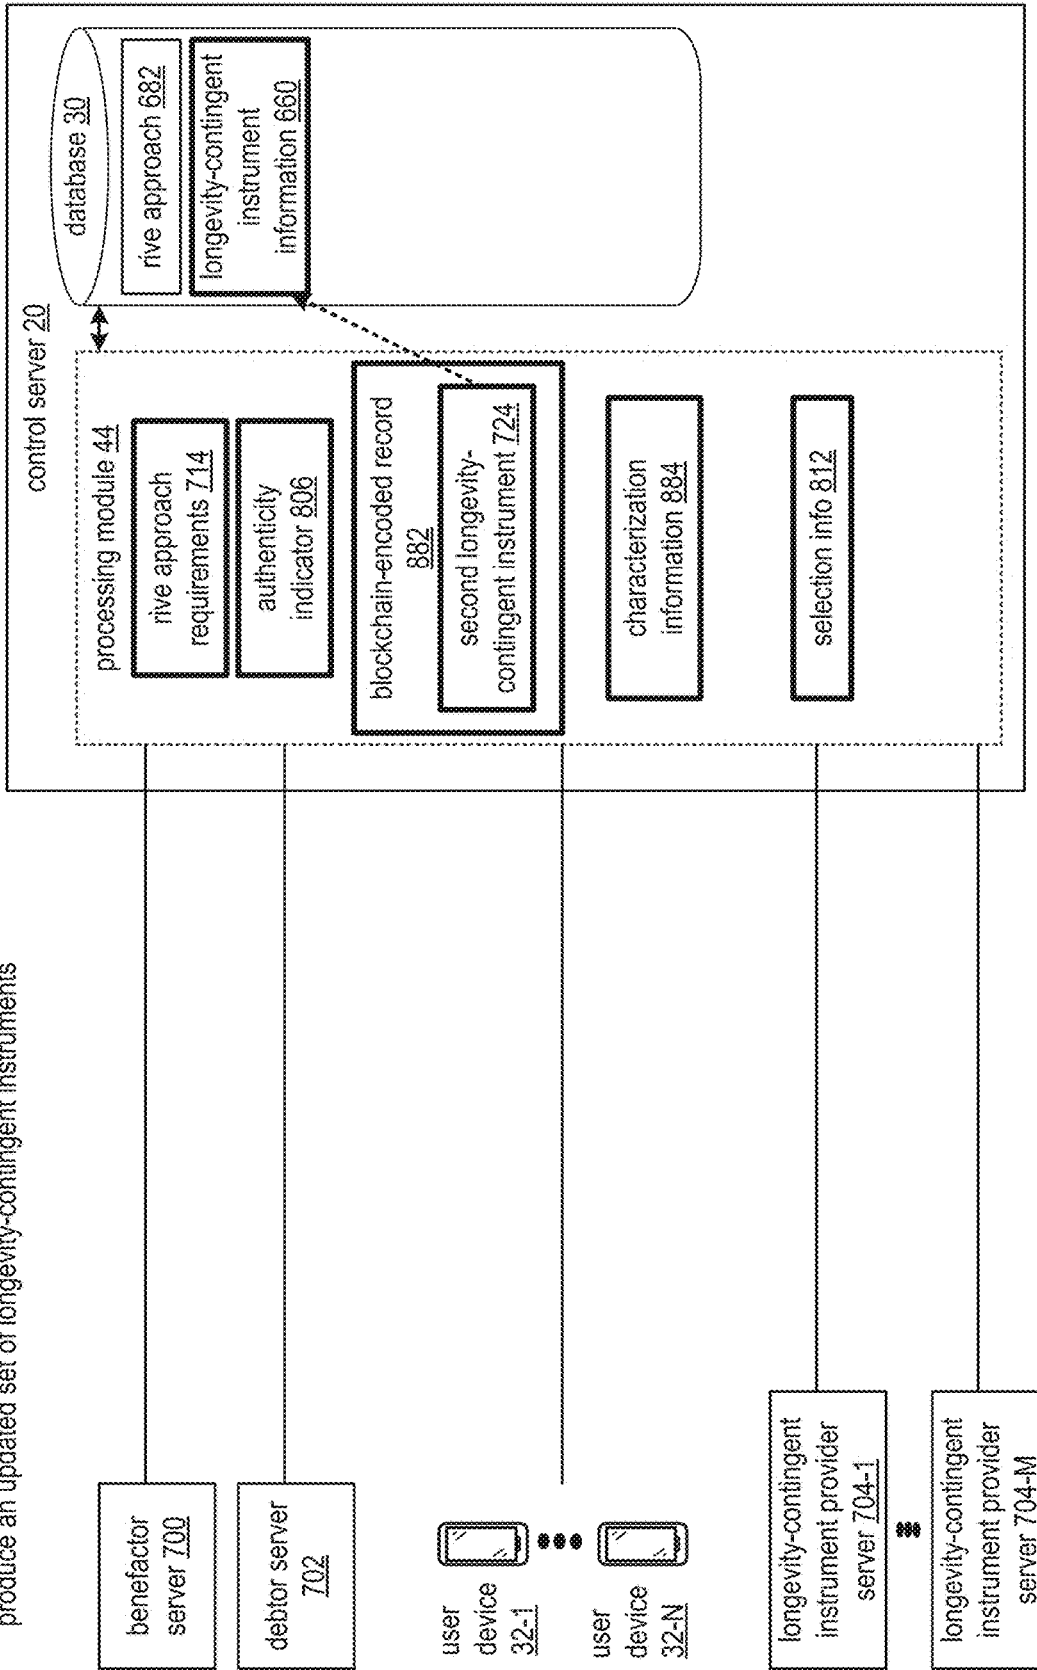 produce an updated set of longevity-contingent instruments
control server 20
benefactor
server 700
debtor server
702
user
device
32-1
user
device
32-N
longevity-contingent
instrument provider
server 704-1
longevity-contingent
instrument provider
server 704-M
processing module 44
rive approach
requirements 714
authenticity
indicator 806
blockchain-encoded record
882
second longevity-
contingent instrument 724
characterization
information 884
selection info 812
database 30
rive approach 682
longevity-contingent
instrument
information 660